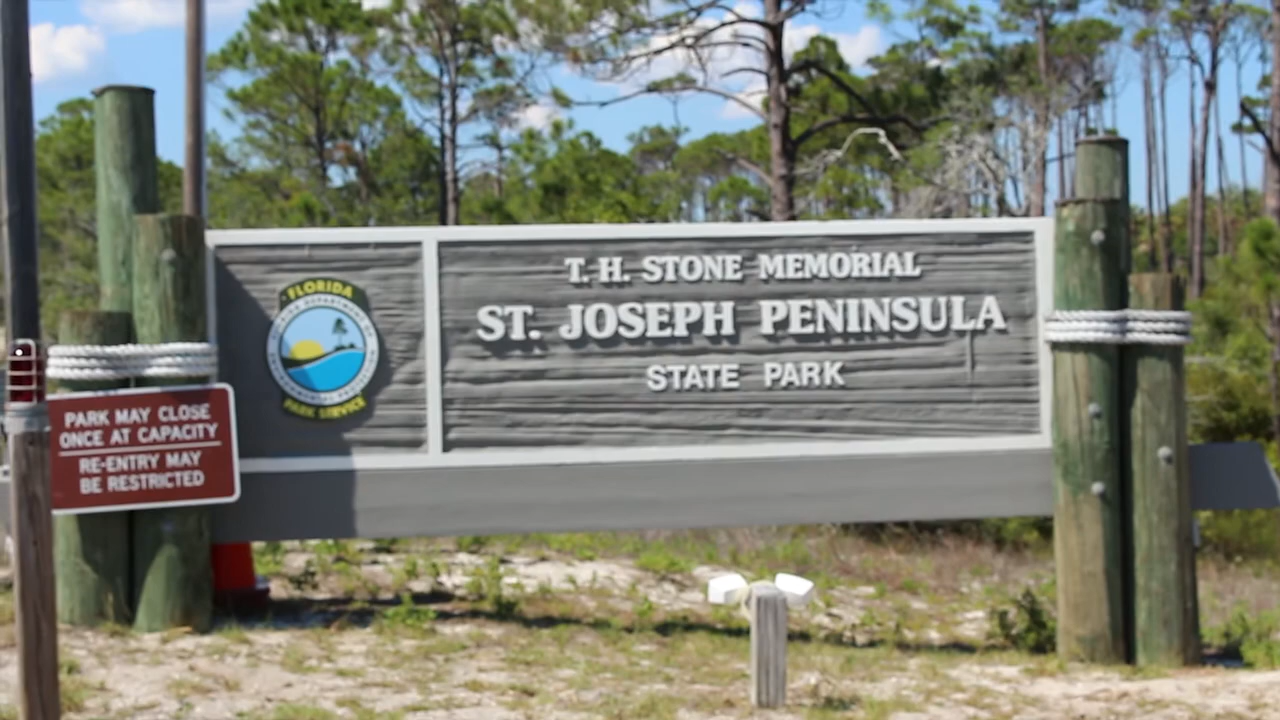 T. H. STONE MEMORIAL
ST. JOSEPH PENINSULA
STATE PARK
FLORIDA
PARK SERVICE
PARK MAY CLOSE
ONCE AT CAPACITY
RE-ENTRY MAY
BE RESTRICTED